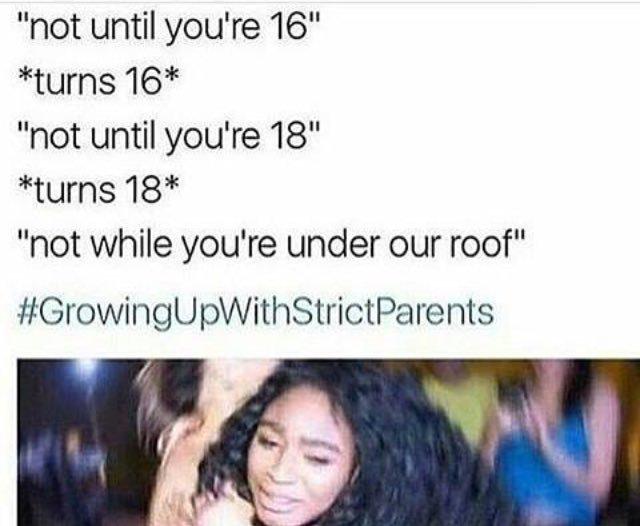 "not until you're 16"
*turns 16*
"not until you're 18"
*turns 18*
"not while you're under our roof"
#GrowingUpWithStrictParents